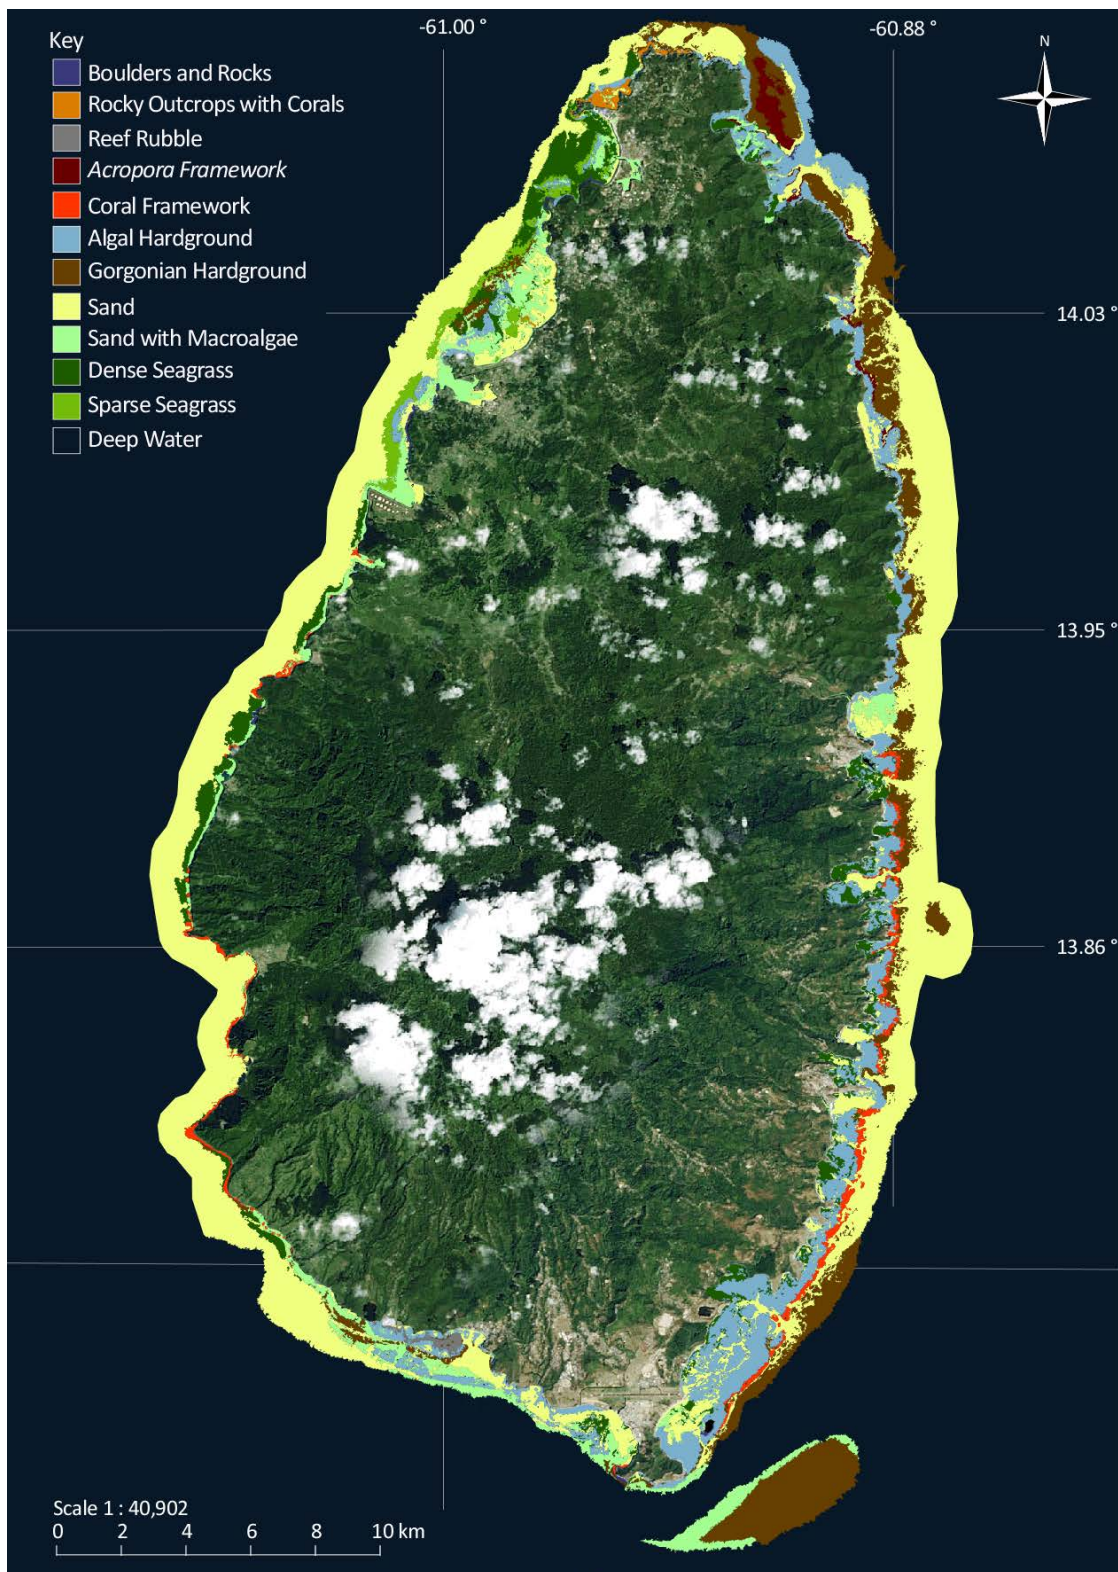 -61.00 °
-60.88 °
Key
N
Boulders and Rocks
Rocky Outcrops with Corals
Reef Rubble
Acropora Framework
Coral Framework
Algal Hardground
Gorgonian Hardground
Sand
14.03 °
Sand with Macroalgae
Dense Seagrass
Sparse Seagrass
Deep Water
13.95 °
13.86 °
Scale 1 : 40,902
0 2 4 6 8 10 km